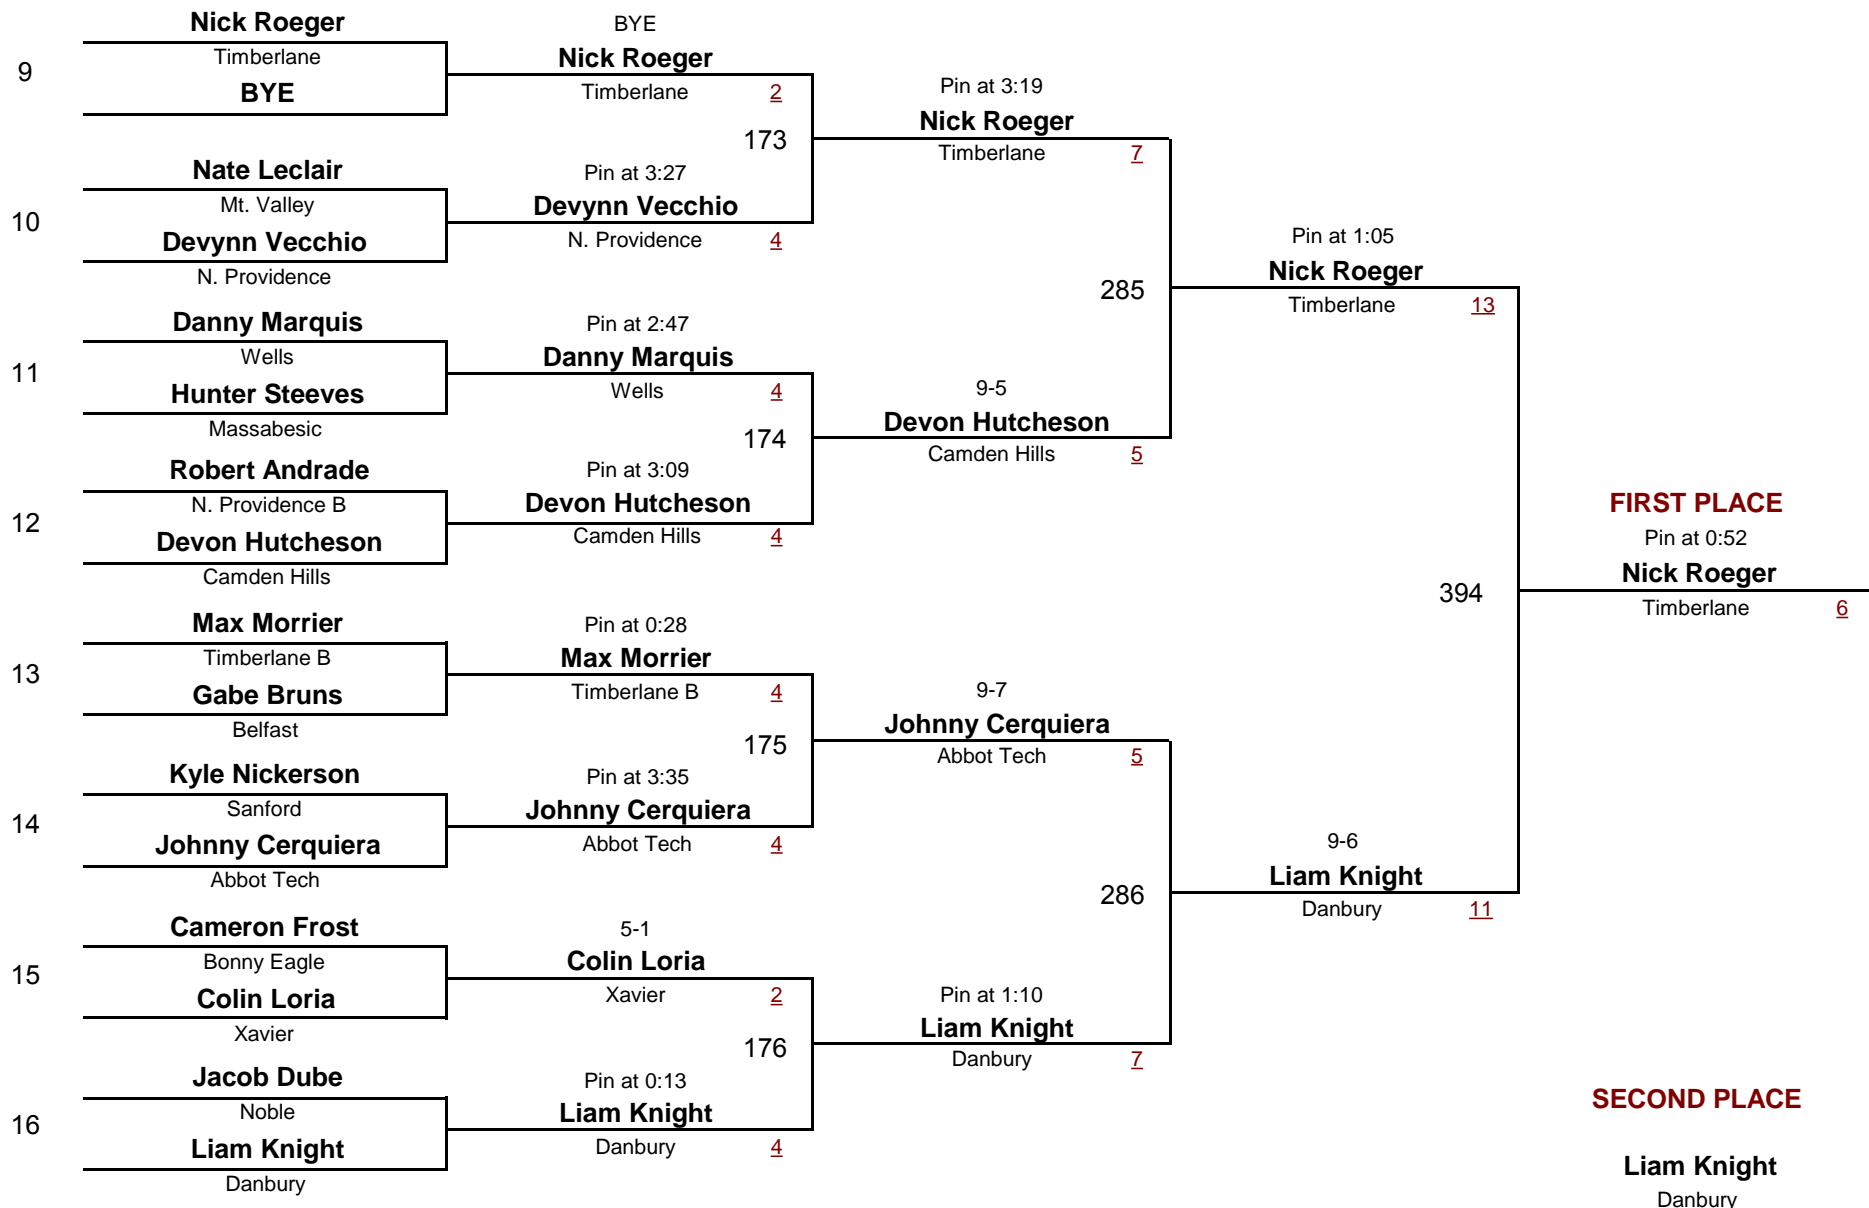 Nick Roeger
Timberlane
9
BYE
Nate Leclair
Mt. Valley
10
Devynn Vecchio
N. Providence
Danny Marquis
Wells
11
Hunter Steeves
Massabesic
Robert Andrade
N. Providence B
12
Devon Hutcheson
Camden Hills
Max Morrier
Timberlane B
13
Gabe Bruns
Belfast
Kyle Nickerson
Sanford
14
Johnny Cerquiera
Abbot Tech
Cameron Frost
Bonny Eagle
15
Colin Loria
Xavier
Jacob Dube
Noble
16
Liam Knight
Danbury
BYE
Nick Roeger
Timberlane 2
173
Pin at 3:27
Devynn Vecchio
N. Providence 4
Pin at 2:47
Danny Marquis
Wells 4
174
Pin at 3:09
Devon Hutcheson
Camden Hills 4
Pin at 0:28
Max Morrier
Timberlane B 4
175
Pin at 3:35
Johnny Cerquiera
Abbot Tech 4
5-1
Colin Loria
Xavier 2
176
Pin at 0:13
Liam Knight
Danbury 4
Pin at 3:19
Nick Roeger
Timberlane 7
285
9-5
Devon Hutcheson
Camden Hills 5
9-7
Johnny Cerquiera
Abbot Tech 5
286
Pin at 1:10
Liam Knight
Danbury 7
Pin at 1:05
Nick Roeger
Timberlane 13
394
9-6
Liam Knight
Danbury 11
FIRST PLACE
Pin at 0:52
Nick Roeger
Timberlane 6
SECOND PLACE
Liam Knight
Danbury